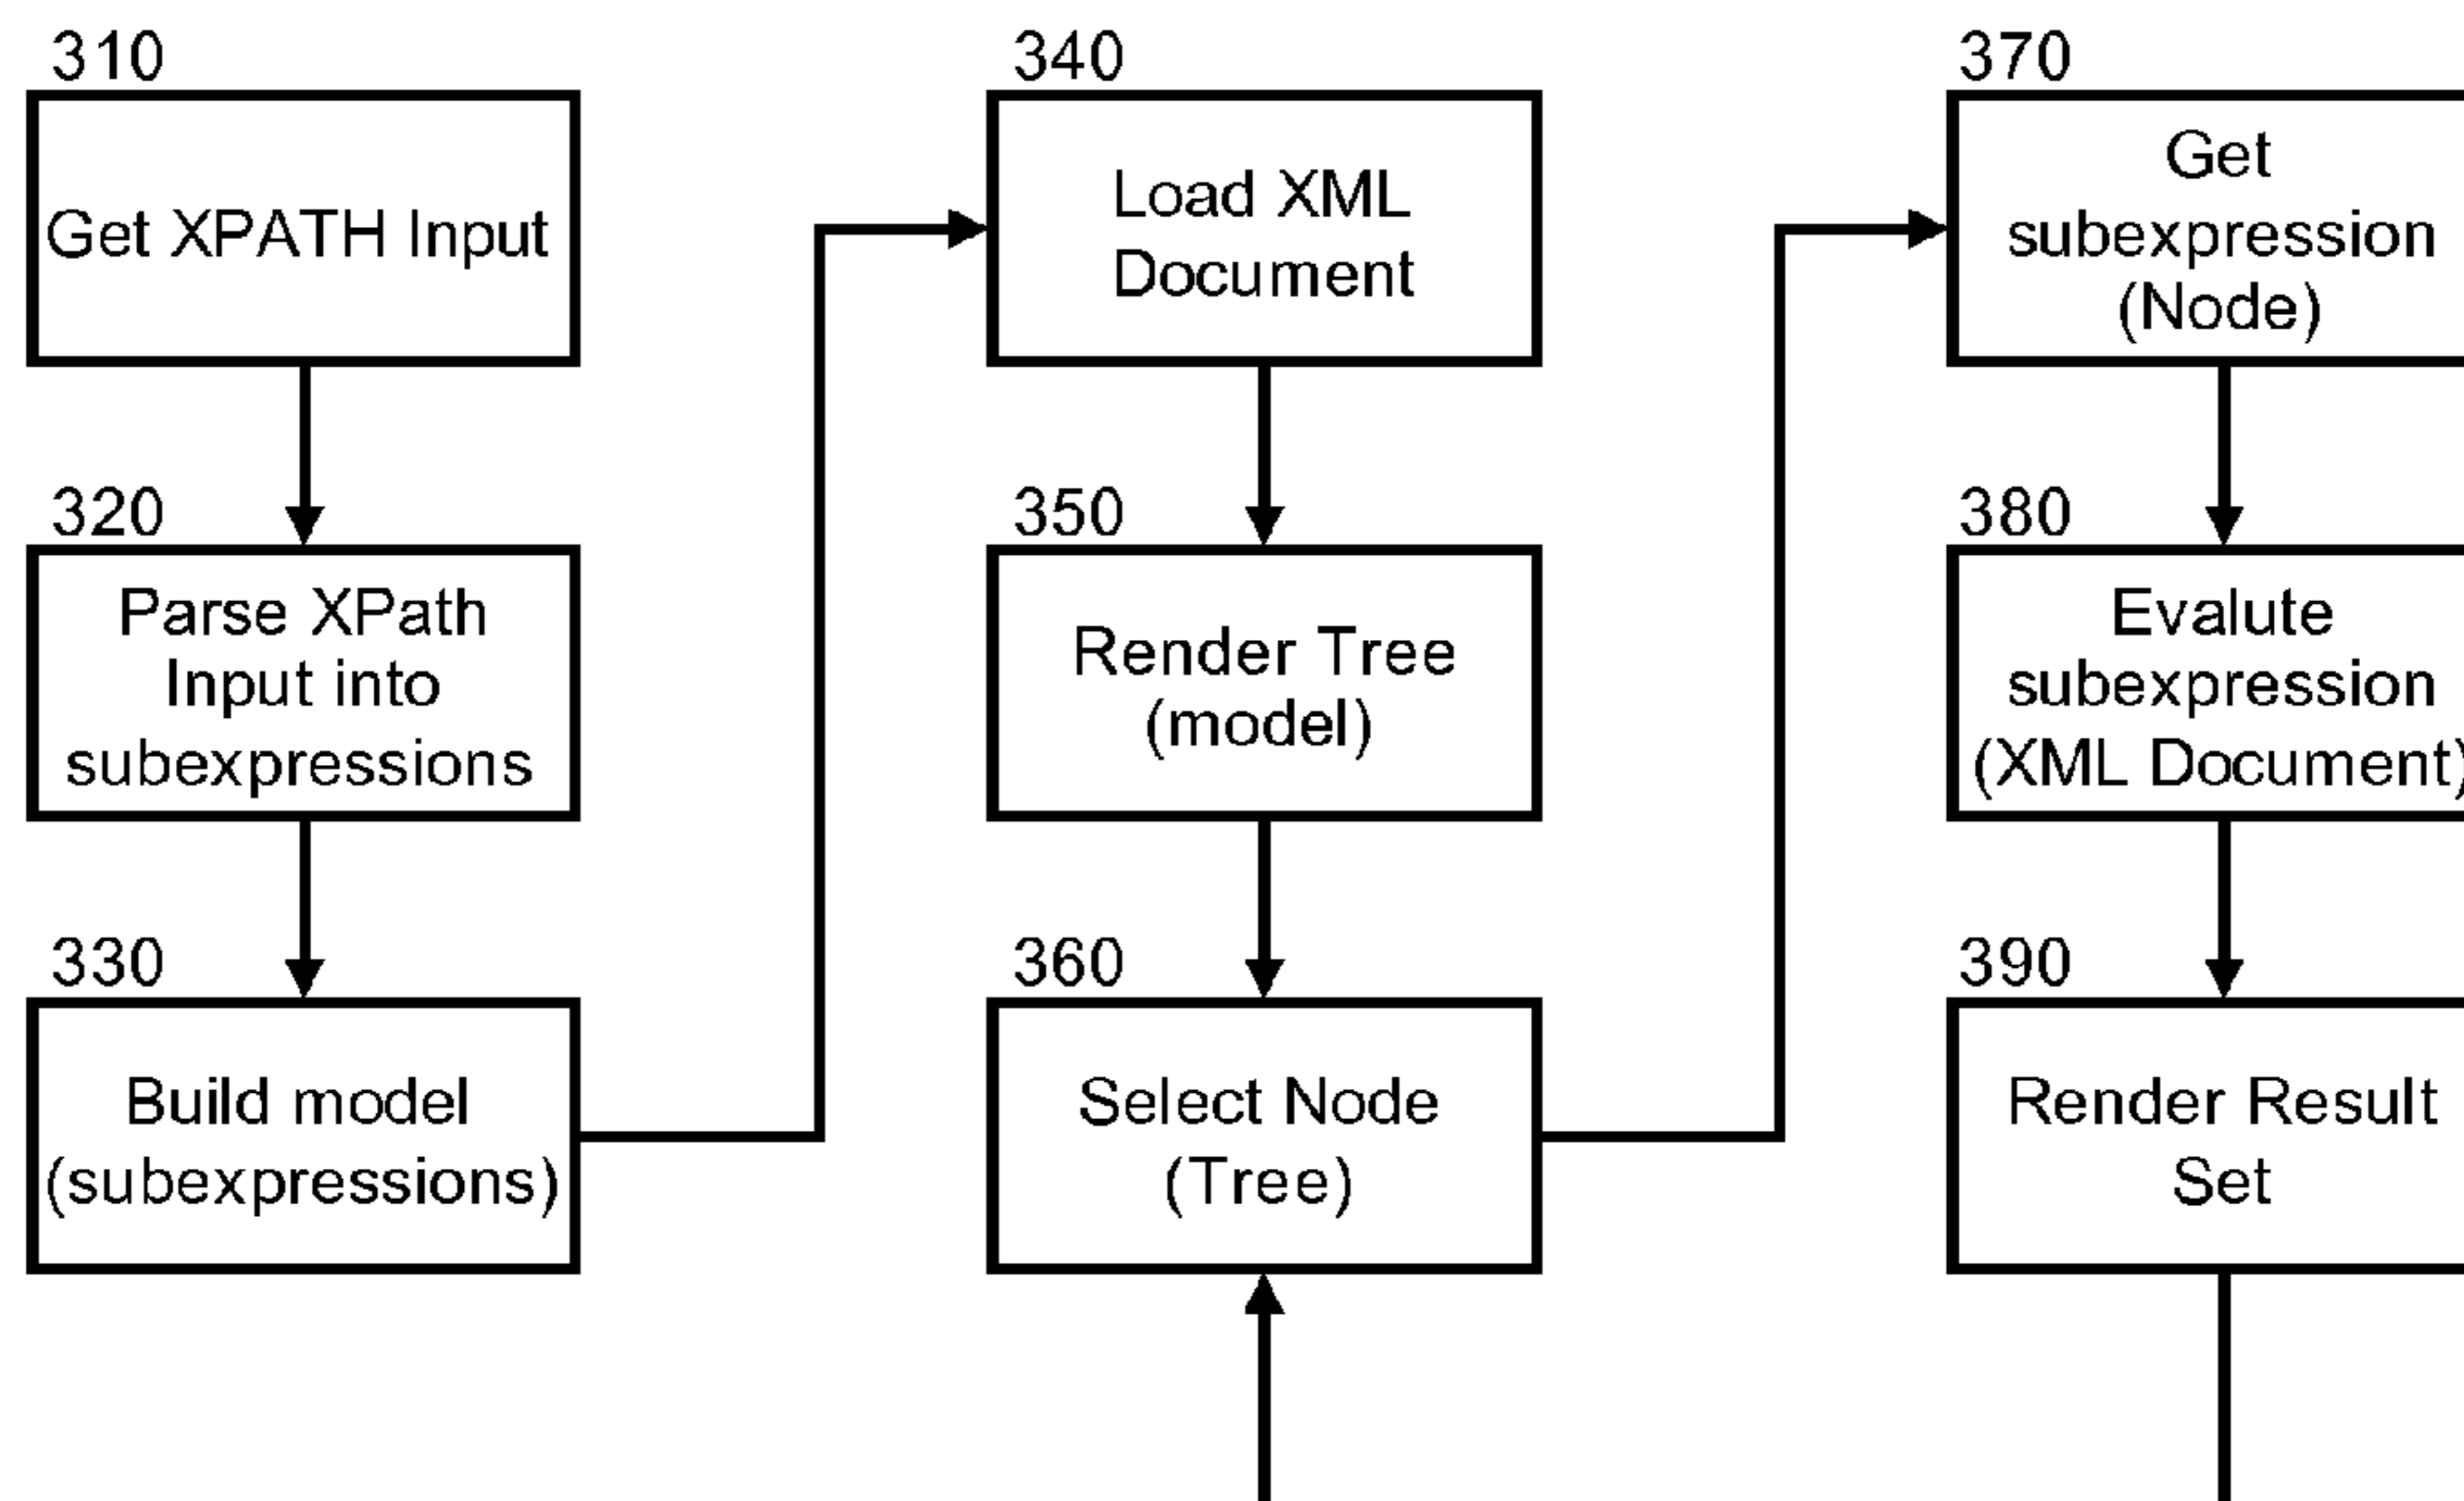 310
Get XPATH Input
320
Parse XPath
Input into
subexpressions
330
Build model
(subexpressions)
340
Load XML
Document
350
Render Tree
(model)
360
Select Node
(Tree)
370
Get
subexpression
(Node)
380
Evalute
subexpression
(XML Document)
390
Render Result
Set